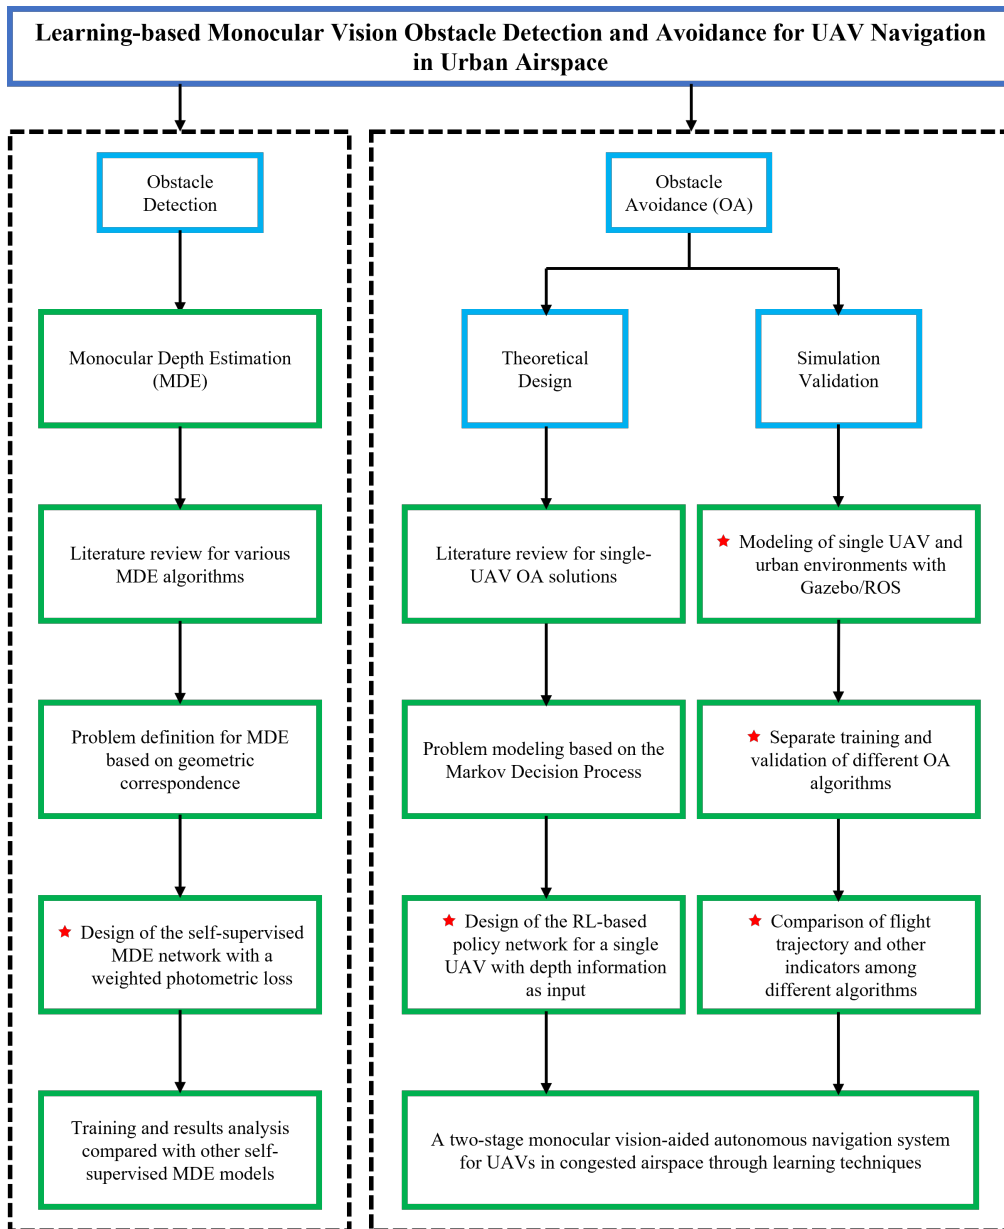 Learning-based Monocular Vision Obstacle Detection and Avoidance for UAV Navigation
in Urban Airspace
Obstacle
Detection
Monocular Depth Estimation
(MDE)
Literature review for various
MDE algorithms
Problem definition for MDE
based on geometric
correspondence
Design of the self-supervised
MDE network with a
weighted photometric loss
Training and results analysis
compared with other self-
supervised MDE models
Obstacle
Avoidance (OA)
Theoretical
Design
Literature review for single-
UAV OA solutions
Problem modeling based on the
Markov Decision Process
Design of the RL-based
policy network for a single
UAV with depth information
as input
Simulation
Validation
Modeling of single UAV and
urban environments with
Gazebo/ROS
Separate training and
validation of different OA
algorithms
Comparison of flight
trajectory and other
indicators among
different algorithms
A two-stage monocular vision-aided autonomous navigation system
for UAVs in congested airspace through learning techniques